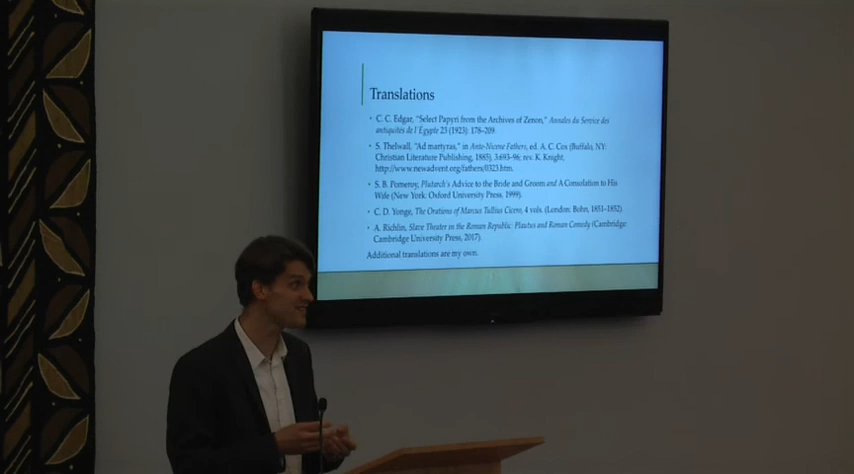 Translations
• C. C. Edgar, "Select Papyri from the Archives of Zenon," Annales du Service des
antiquités de l'Égypte 23 (1923): 178–209.
• S. Thelwall, "Ad martyras," in Ante-Nicene Fathers, ed. A. C. Cox (Buffalo, NY:
Christian Literature Publishing, 1885), 3:693–96; rev. K. Knight,
http://www.newadvent.org/fathers/0323.htm.
• S. B. Pomeroy, Plutarch's Advice to the Bride and Groom and A Consolation to His
Wife (New York: Oxford University Press, 1999).
• C. D. Yonge, The Orations of Marcus Tullius Cicero, 4 vols. (London: Bohn, 1851–1852).
• A. Richlin, Slave Theater in the Roman Republic: Plautus and Roman Comedy (Cambridge:
Cambridge University Press, 2017).
Additional translations are my own.